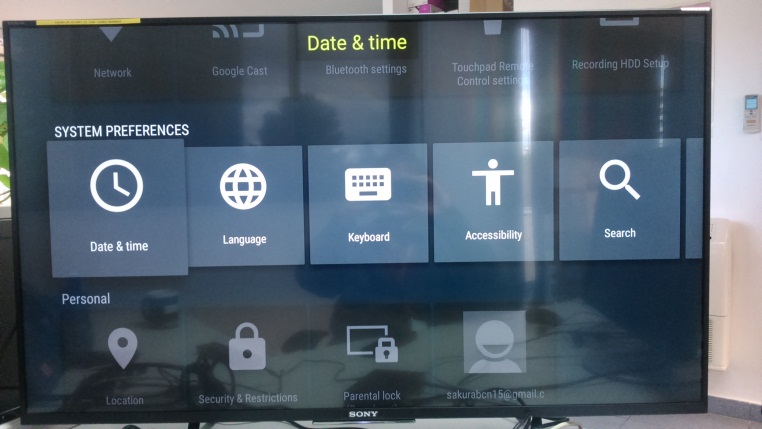 Date & time
Network
Google Cast
Bluetooth settings
Touchpad Remote
Control settings
Recording HDD Setup
SYSTEM PREFERENCES
Date & time
Language
Keyboard
Accessibility
Search
Personal
Location
Security & Restrictions
Parental lock
sakurabcn15@gmail.c
SONY